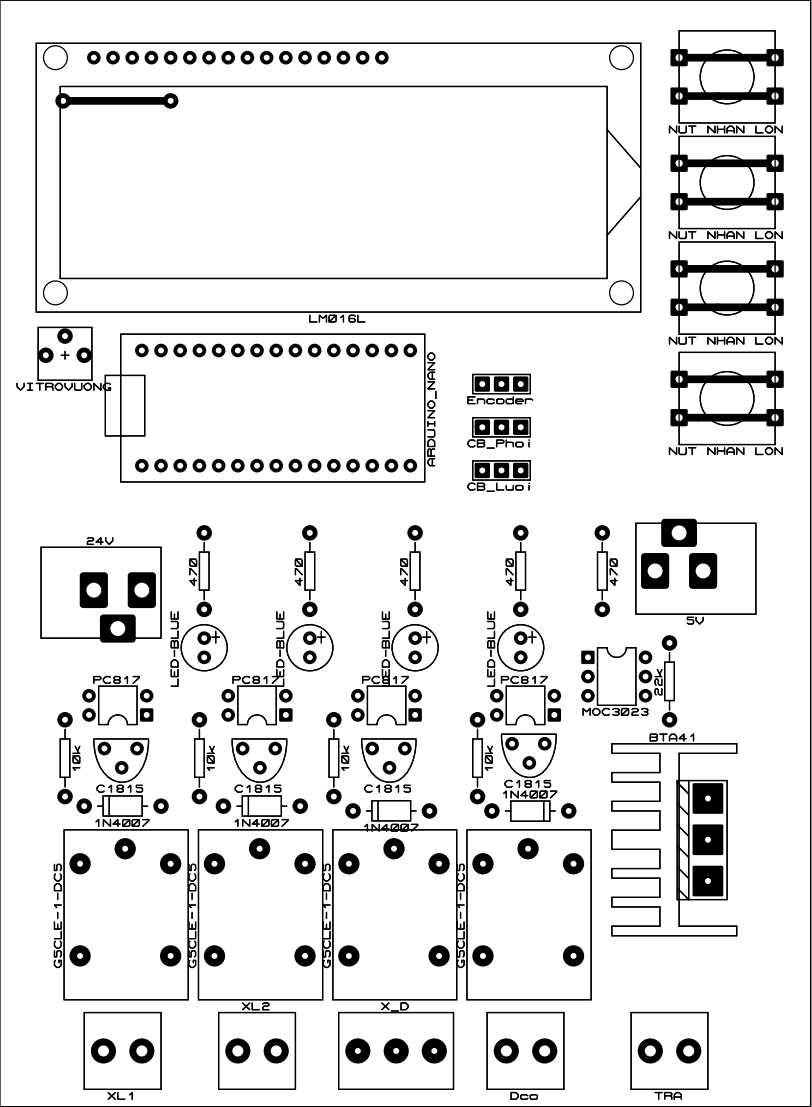 NUT NHAN LON
NUT NHAN LON
LM016L
NUT NHAN LON
VITROVUONG
ARDUINO_NANO
Encoder
CB_Phoi
NUT NHAN LON
CB_Luoi
24V
470
470
470
470
470
5V
LED-BLUE
LED-BLUE
LED-BLUE
LED-BLUE
PC817
PC817
PC817
PC817
22k
MOC3023
BTA41
10k
10k
10k
10k
C1815
C1815
C1815
C1815
1N4007
1N4007
1N4007
1N4007
G5CLE-1-DC5
G5CLE-1-DC5
G5CLE-1-DC5
G5CLE-1-DC5
XL2
X_D
XL1
Dco
TRA